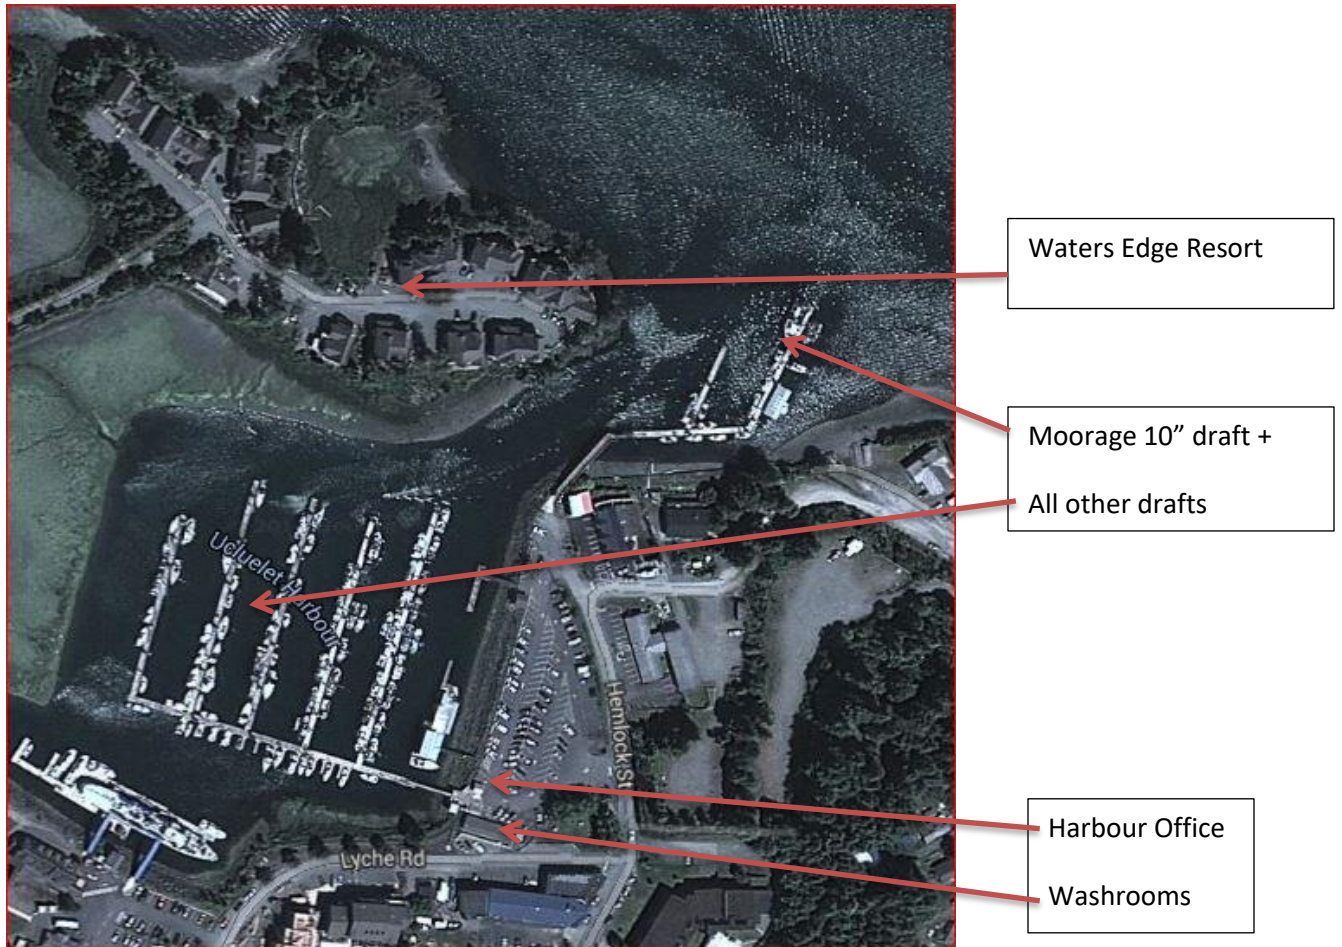 Waters Edge Resort
Moorage 10” draft +
All other drafts
Ucluelet Harbour
Hemlock St
Harbour Office
Washrooms
Lyche Rd